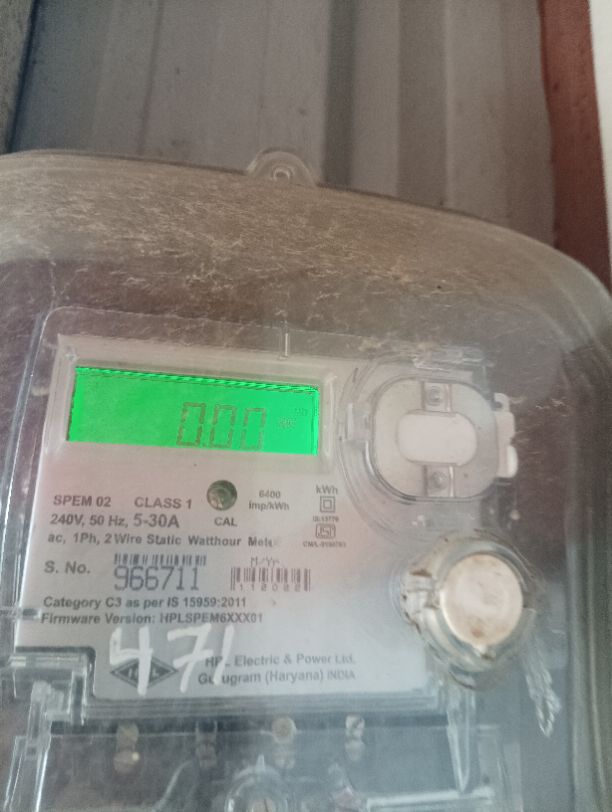 0.00
SPEM 02 CLASS 1
240V, 50 Hz, 5-30A
CAL
6400
imp/kWh
kWh
ac, 1Ph, 2 Wire Static Watthour
S. No. 966711
M/YY
Category C3 as per IS 15959:2011
Firmware Version: HPLSPEM6XXX01
471
HPL Electric & Power Ltd.
Gurugram (Haryana) INDIA